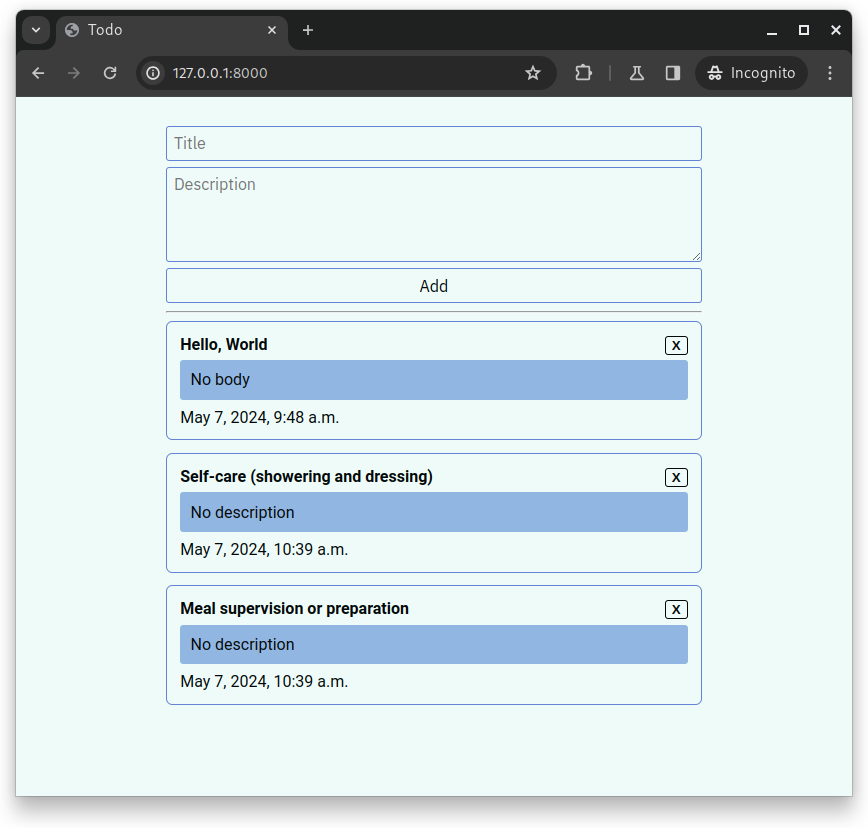 Todo
127.0.0.1:8000
Incognito
Title
Description
Add
Hello, World
X
No body
May 7, 2024, 9:48 a.m.
Self-care (showering and dressing)
X
No description
May 7, 2024, 10:39 a.m.
Meal supervision or preparation
X
No description
May 7, 2024, 10:39 a.m.